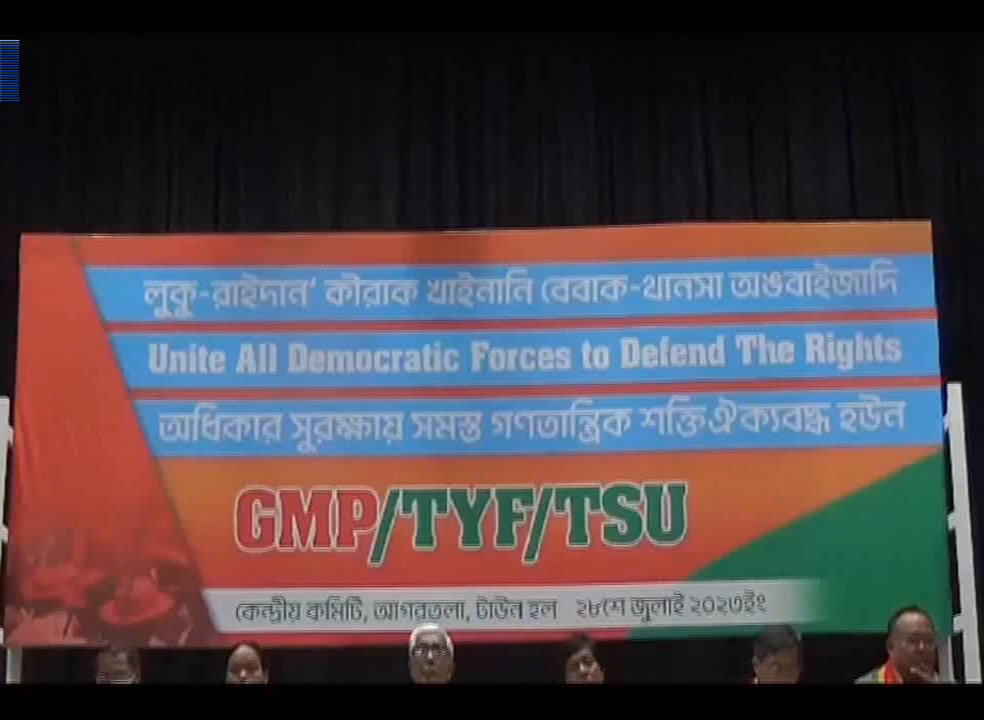 লুকু-রাইদান' কীরাক খাইনানি বেবাক-থানসা অঙবাইজাদি
Unite All Democratic Forces to Defend The Rights
অধিকার সুরক্ষায় সমস্ত গণতান্ত্রিক শক্তি ঐক্যবদ্ধ হউন
GMP/TYF/TSU
কেন্দ্রীয় কমিটি, আগরতলা, টাউন হল ২৮শে জুলাই ২০২৩ইং